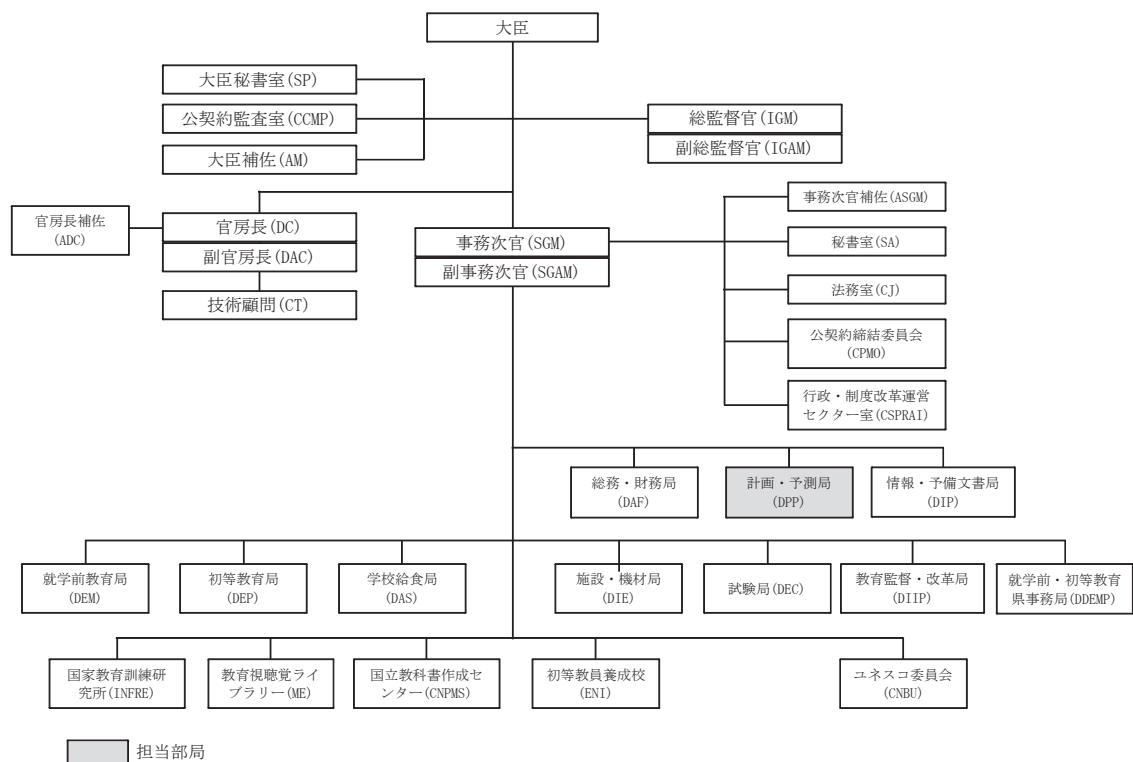 大臣
大臣秘書室(SP)
公契約監査室(CCMP)
大臣補佐(AM)
総監督官(IGM)
副総監督官(IGAM)
官房長補佐
(ADC)
官房長(DC)
副官房長(DAC)
技術顧問(CT)
事務次官(SGM)
副事務次官(SGAM)
事務次官補佐(ASGM)
秘書室(SA)
法務室(CJ)
公契約締結委員会
(CPMO)
行政・制度改革運営
セクター室(CSPRAI)
総務・財務局
(DAF)
計画・予測局
(DPP)
情報・予備文書局
(DIP)
就学前教育局
(DEM)
初等教育局
(DEP)
学校給食局
(DAS)
施設・機材局
(DIE)
試験局(DEC)
教育監督・改革局
(DIIP)
就学前・初等教育
県事務局(DDEMP)
国家教育訓練研
究所(INFRE)
教育視聴覚ライ
ブラリー(ME)
国立教科書作成セ
ンター(CNPMS)
初等教員養成校
(ENI)
ユネスコ委員会
(CNBU)
担当部局